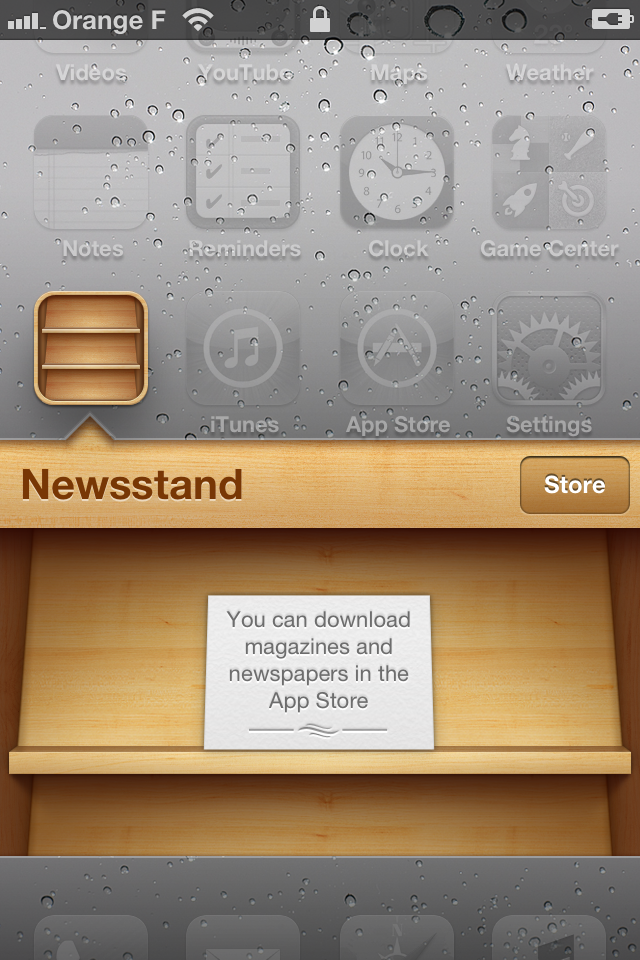 Orange F
Videos YouTube Maps Weather
Notes Reminders Clock Game Center
iTunes App Store Settings
Newsstand
Store
You can download
magazines and
newspapers in the
App Store